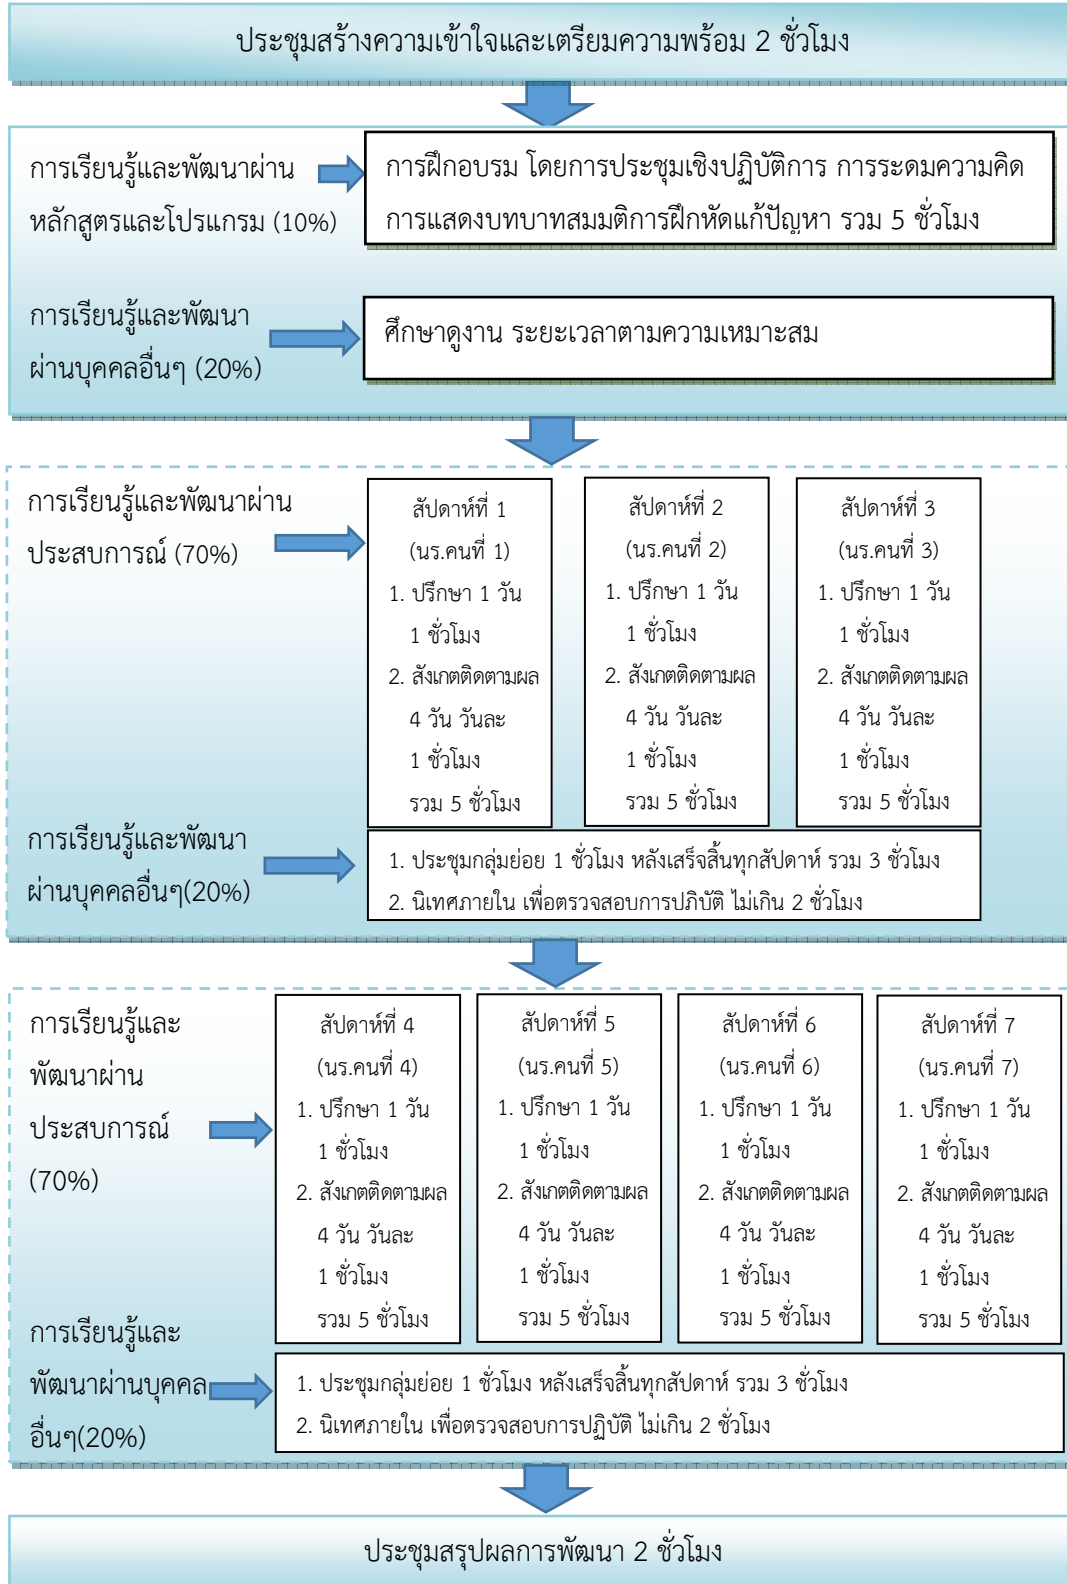 ประชุมสร้างความเข้าใจและเตรียมความพร้อม 2 ชั่วโมง
การเรียนรู้และพัฒนาผ่าน
หลักสูตรและโปรแกรม (10%)
การฝึกอบรม โดยการประชุมเชิงปฏิบัติการ การระดมความคิด
การแสดงบทบาทสมมติการฝึกหัดแก้ปัญหา รวม 5 ชั่วโมง
การเรียนรู้และพัฒนา
ผ่านบุคคลอื่นๆ (20%)
ศึกษาดูงาน ระยะเวลาตามความเหมาะสม
การเรียนรู้และพัฒนาผ่าน
ประสบการณ์ (70%)
สัปดาห์ที่ 1
(นร.คนที่ 1)
1. ปรึกษา 1 วัน
1 ชั่วโมง
2. สังเกตติดตามผล
4 วัน วันละ
1 ชั่วโมง
รวม 5 ชั่วโมง
สัปดาห์ที่ 2
(นร.คนที่ 2)
1. ปรึกษา 1 วัน
1 ชั่วโมง
2. สังเกตติดตามผล
4 วัน วันละ
1 ชั่วโมง
รวม 5 ชั่วโมง
สัปดาห์ที่ 3
(นร.คนที่ 3)
1. ปรึกษา 1 วัน
1 ชั่วโมง
2. สังเกตติดตามผล
4 วัน วันละ
1 ชั่วโมง
รวม 5 ชั่วโมง
การเรียนรู้และพัฒนา
ผ่านบุคคลอื่นๆ(20%)
1. ประชุมกลุ่มย่อย 1 ชั่วโมง หลังเสร็จสิ้นทุกสัปดาห์ รวม 3 ชั่วโมง
2. นิเทศภายใน เพื่อตรวจสอบการปภิบัติ ไม่เกิน 2 ชั่วโมง
การเรียนรู้และ
พัฒนาผ่าน
ประสบการณ์
(70%)
สัปดาห์ที่ 4
(นร.คนที่ 4)
1. ปรึกษา 1 วัน
1 ชั่วโมง
2. สังเกตติดตามผล
4 วัน วันละ
1 ชั่วโมง
รวม 5 ชั่วโมง
สัปดาห์ที่ 5
(นร.คนที่ 5)
1. ปรึกษา 1 วัน
1 ชั่วโมง
2. สังเกตติดตามผล
4 วัน วันละ
1 ชั่วโมง
รวม 5 ชั่วโมง
สัปดาห์ที่ 6
(นร.คนที่ 6)
1. ปรึกษา 1 วัน
1 ชั่วโมง
2. สังเกตติดตามผล
4 วัน วันละ
1 ชั่วโมง
รวม 5 ชั่วโมง
สัปดาห์ที่ 7
(นร.คนที่ 7)
1. ปรึกษา 1 วัน
1 ชั่วโมง
2. สังเกตติดตามผล
4 วัน วันละ
1 ชั่วโมง
รวม 5 ชั่วโมง
การเรียนรู้และ
พัฒนาผ่านบุคคล
อื่นๆ(20%)
1. ประชุมกลุ่มย่อย 1 ชั่วโมง หลังเสร็จสิ้นทุกสัปดาห์ รวม 3 ชั่วโมง
2. นิเทศภายใน เพื่อตรวจสอบการปฏิบัติ ไม่เกิน 2 ชั่วโมง
ประชุมสรุปผลการพัฒนา 2 ชั่วโมง